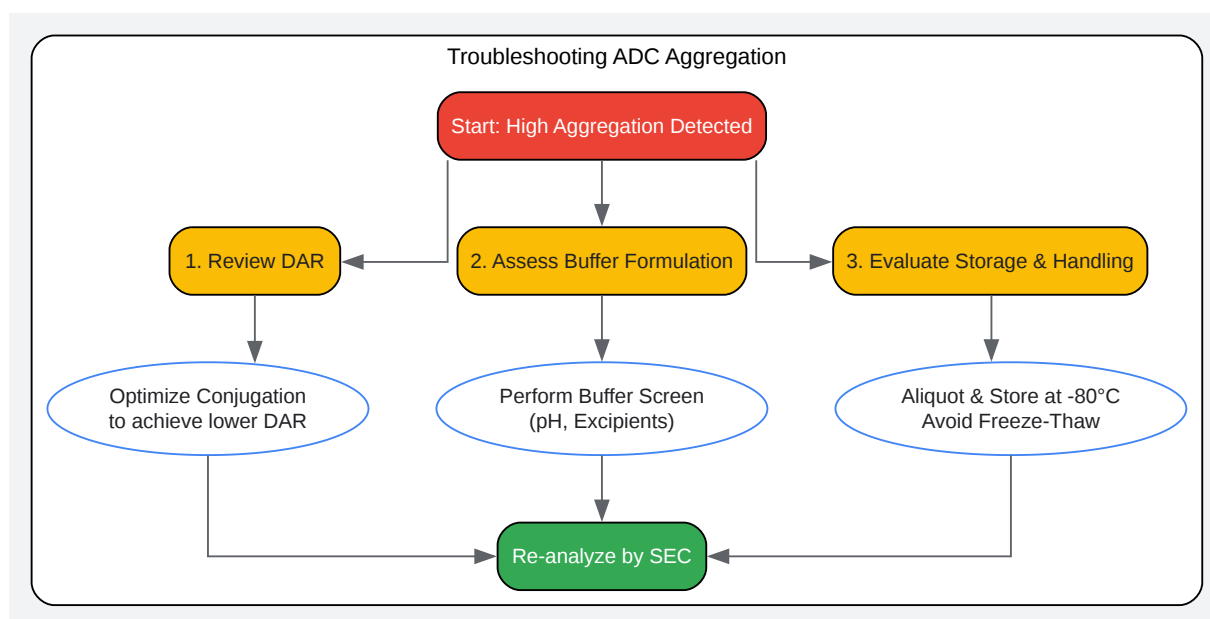 Troubleshooting ADC Aggregation
Start: High Aggregation Detected
1. Review DAR
2. Assess Buffer Formulation
3. Evaluate Storage & Handling
Optimize Conjugation
to achieve lower DAR
Perform Buffer Screen
(pH, Excipients)
Aliquot & Store at -80°C
Avoid Freeze-Thaw
Re-analyze by SEC